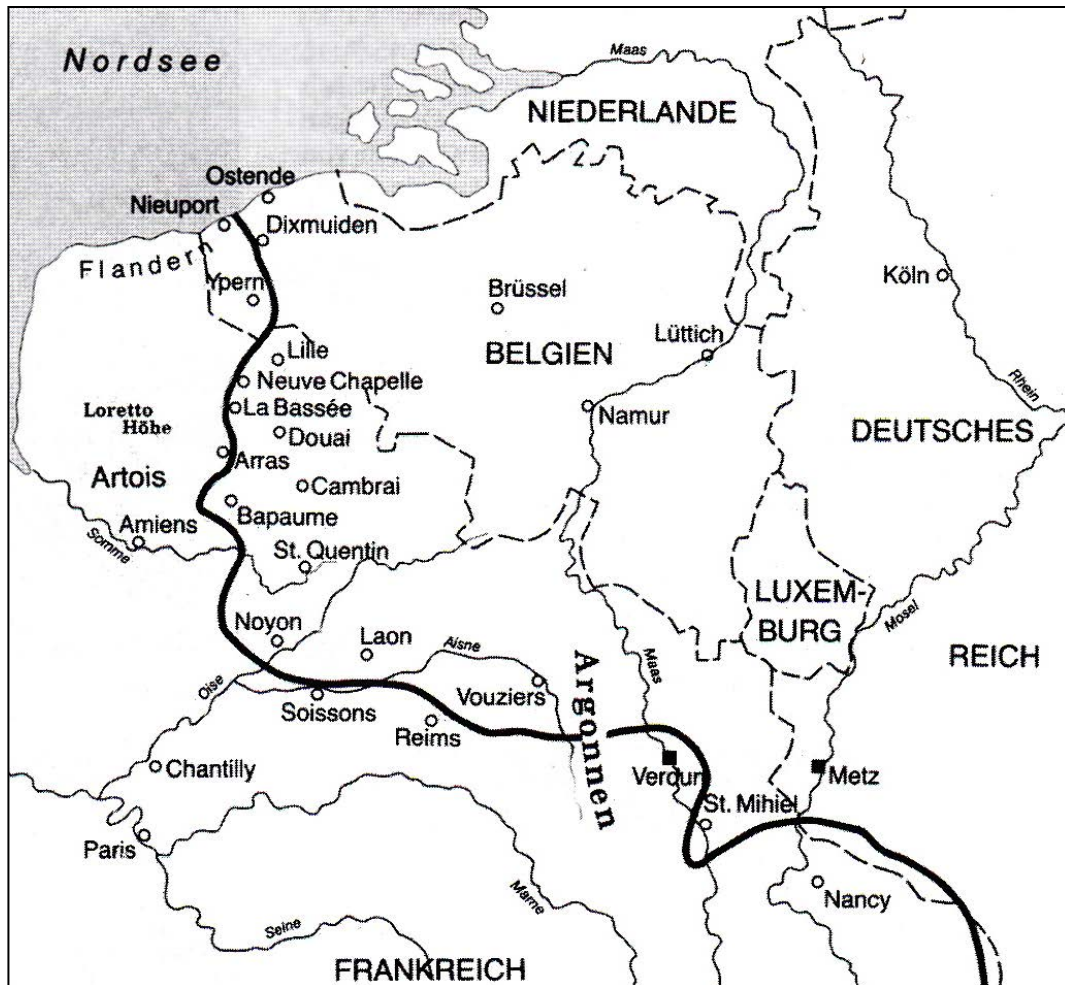 Nordsee
Maas
NIEDERLANDE
Ostende
Nieuport
Dixmuiden
Flandern
Ypern
Brüssel
Köln
Lüttich
BELGIEN
Lille
Neuve Chapelle
Rhein
La Bassée
Loretto
Höhe
Namur
Douai
DEUTSCHES
Arras
Artois
Cambrai
Bapaume
Amiens
Somme
St. Quentin
LUXEM-
BURG
Mosel
Noyon
Laon
Aisne
Argonnen
Maas
REICH
Oise
Vouziers
Soissons
Reims
Chantilly
Verdun
Metz
St. Mihiel
Paris
Marne
Nancy
Seine
FRANKREICH